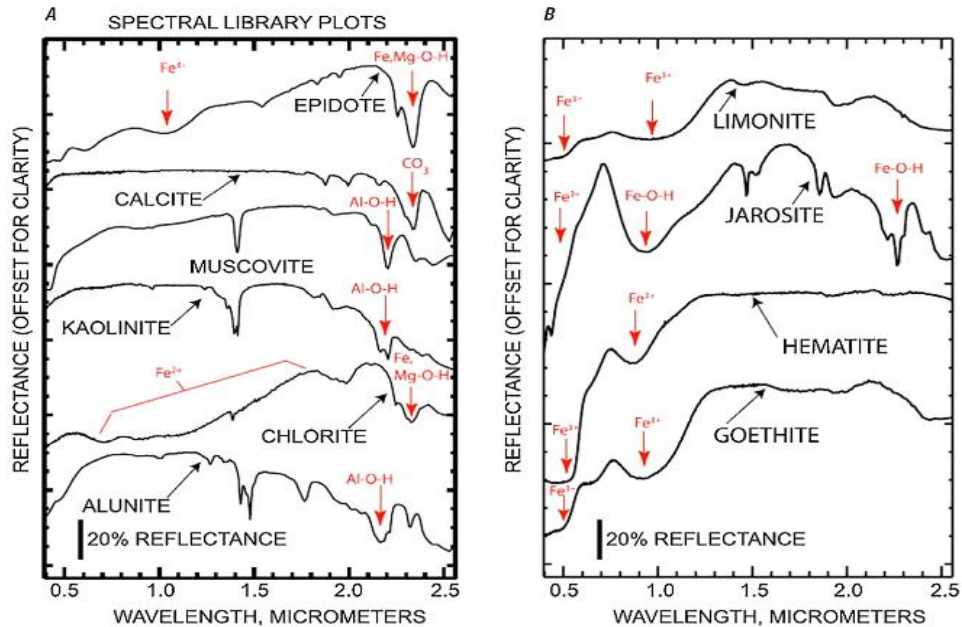 A
SPECTRAL LIBRARY PLOTS
REFLECTANCE (OFFSET FOR CLARITY)
Fe³⁺
Fe,Mg-O-H
EPIDOTE
CO₃
CALCITE
Al-O-H
MUSCOVITE
Al-O-H
KAOLINITE
Fe²⁺
Fe,
Mg-O-H
CHLORITE
Al-O-H
ALUNITE
20% REFLECTANCE
0.5 1.0 1.5 2.0 2.5
WAVELENGTH, MICROMETERS
B
REFLECTANCE (OFFSET FOR CLARITY)
Fe³⁺
Fe³⁺
LIMONITE
Fe³⁺
Fe-O-H
Fe-O-H
JAROSITE
Fe³⁺
HEMATITE
Fe³⁺
Fe³⁺
GOETHITE
Fe³⁺
20% REFLECTANCE
0.5 1.0 1.5 2.0 2.5
WAVELENGTH, MICROMETERS